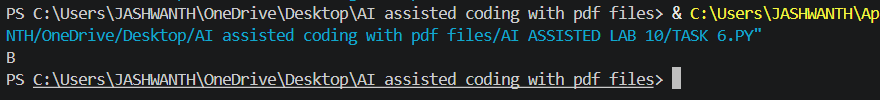 PS C:\Users\JASHWANTH\OneDrive\Desktop\AI assisted coding with pdf files> & C:\Users\JASHWANTH\Ap
NTH/OneDrive/Desktop/AI assisted coding with pdf files/AI ASSISTED LAB 10/TASK 6.PY"
B
PS C:\Users\JASHWANTH\OneDrive\Desktop\AI assisted coding with pdf files>